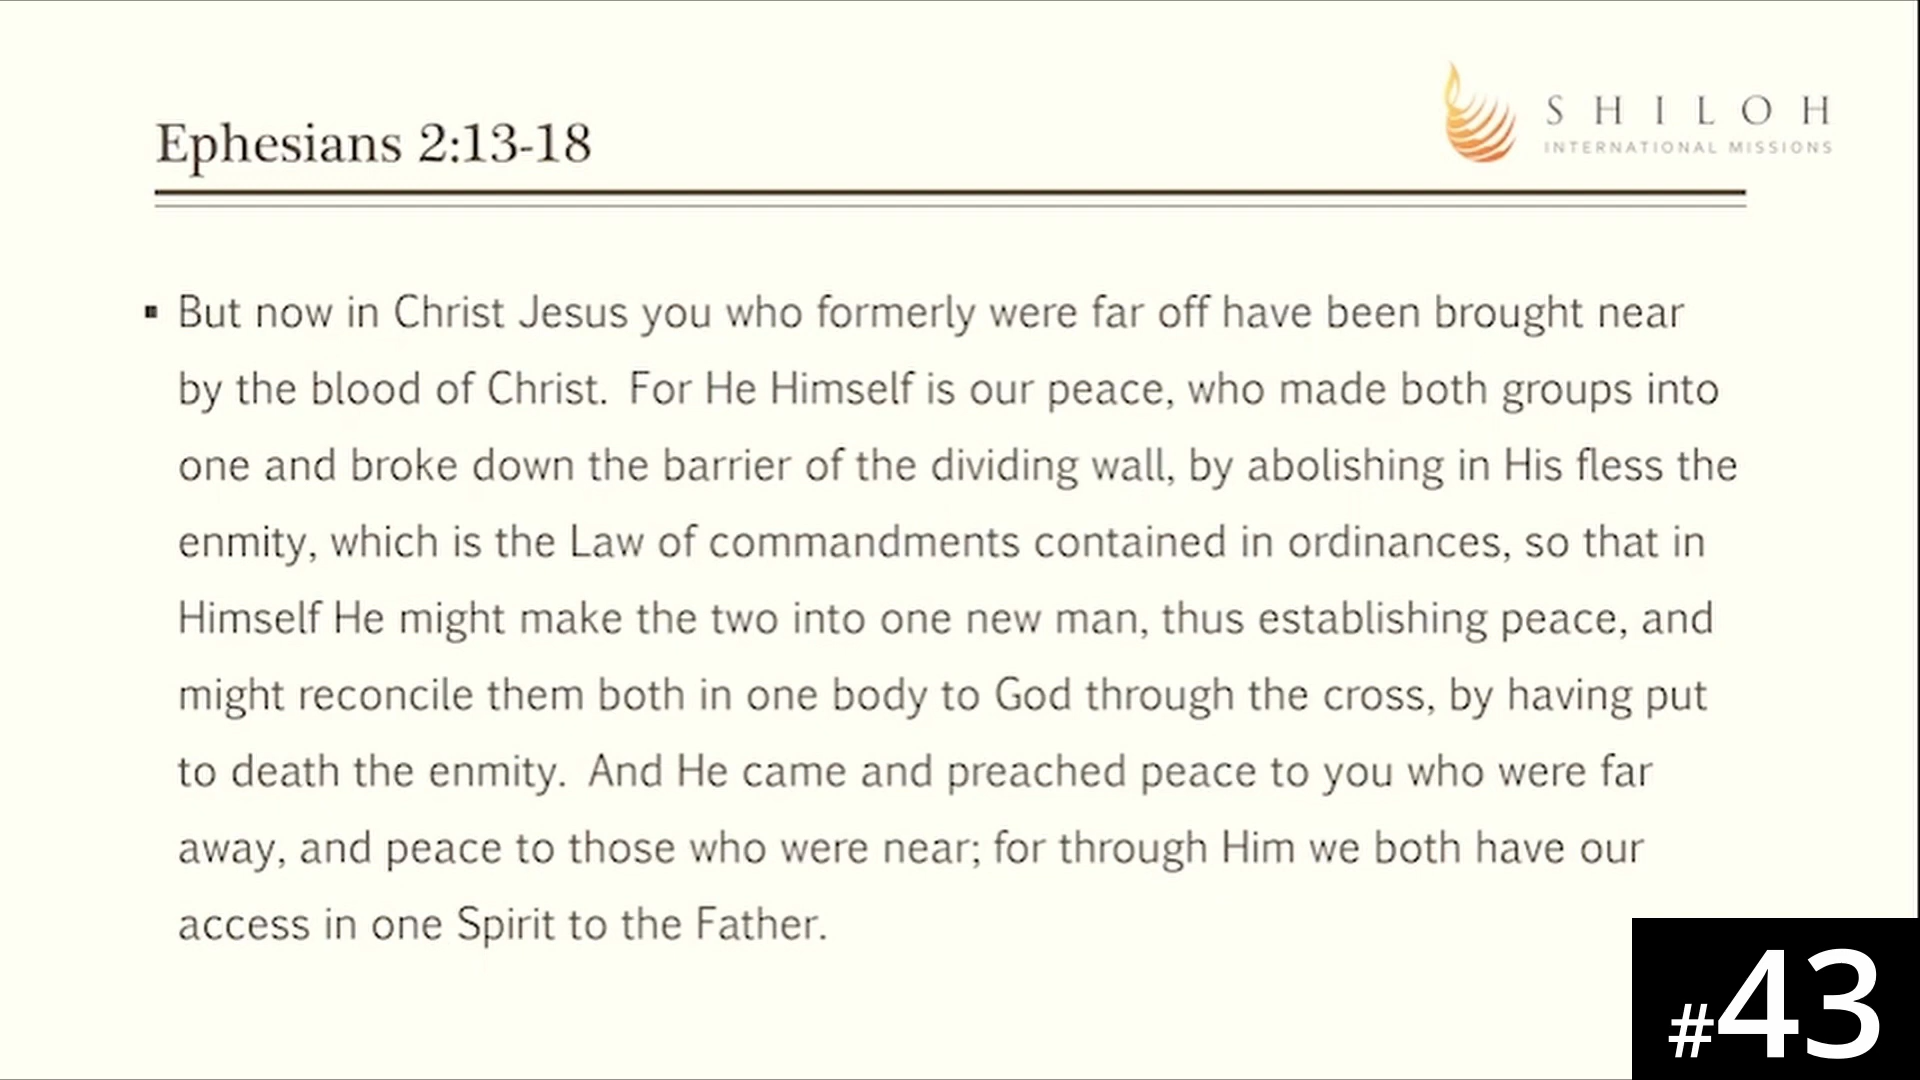 Ephesians 2:13-18
SHILOH
INTERNATIONAL MISSIONS
▪ But now in Christ Jesus you who formerly were far off have been brought near
by the blood of Christ. For He Himself is our peace, who made both groups into
one and broke down the barrier of the dividing wall, by abolishing in His fless the
enmity, which is the Law of commandments contained in ordinances, so that in
Himself He might make the two into one new man, thus establishing peace, and
might reconcile them both in one body to God through the cross, by having put
to death the enmity. And He came and preached peace to you who were far
away, and peace to those who were near; for through Him we both have our
access in one Spirit to the Father.
#43